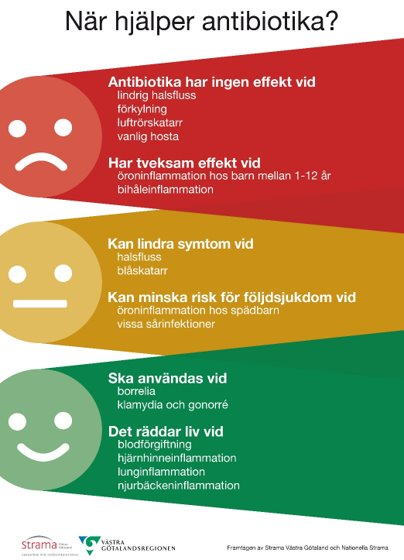 När hjälper antibiotika?
Antibiotika har ingen effekt vid
lindrig halsfluss
förkylning
luftrörskatarr
vanlig hosta
Har tveksam effekt vid
öroninflammation hos barn mellan 1-12 år
bihåleinflammation
Kan lindra symtom vid
halsfluss
blåskatarr
Kan minska risk för följdsjukdom vid
öroninflammation hos spädbarn
vissa sårinfektioner
Ska användas vid
borrelia
klamydia och gonorré
Det räddar liv vid
blodförgiftning
hjärnhinneinflammation
lunginflammation
njurbäckeninflammation
strama
VÄSTRA
GÖTALANDSREGIONEN
Framtagen av Strama Västra Götaland och Nationella Strama